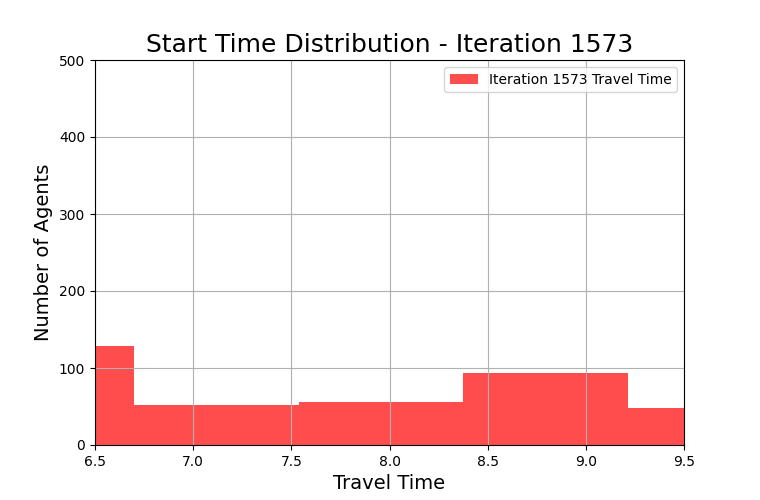 Start Time Distribution - Iteration 1573
Iteration 1573 Travel Time
Number of Agents
500
400
300
200
100
0
6.5 7.0 7.5 8.0 8.5 9.0 9.5
Travel Time